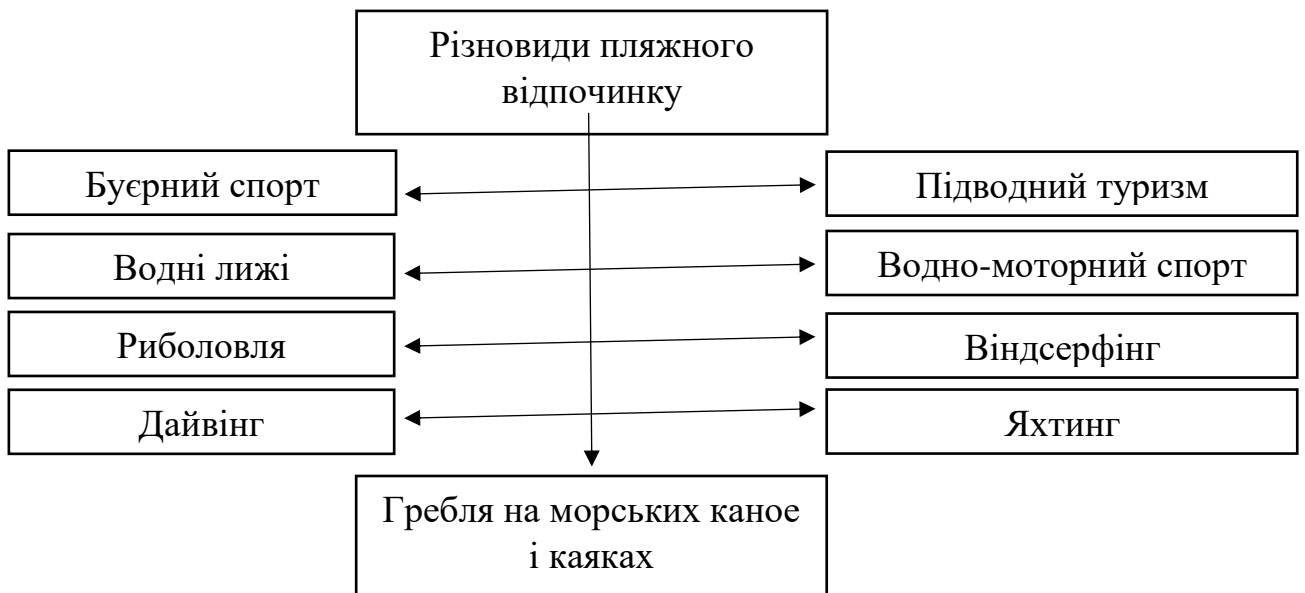 Різновиди пляжного
відпочинку
Буєрний спорт
Підводний туризм
Водні лижі
Водно-моторний спорт
Риболовля
Віндсерфінг
Дайвінг
Яхтинг
Гребля на морських каное
і каяках